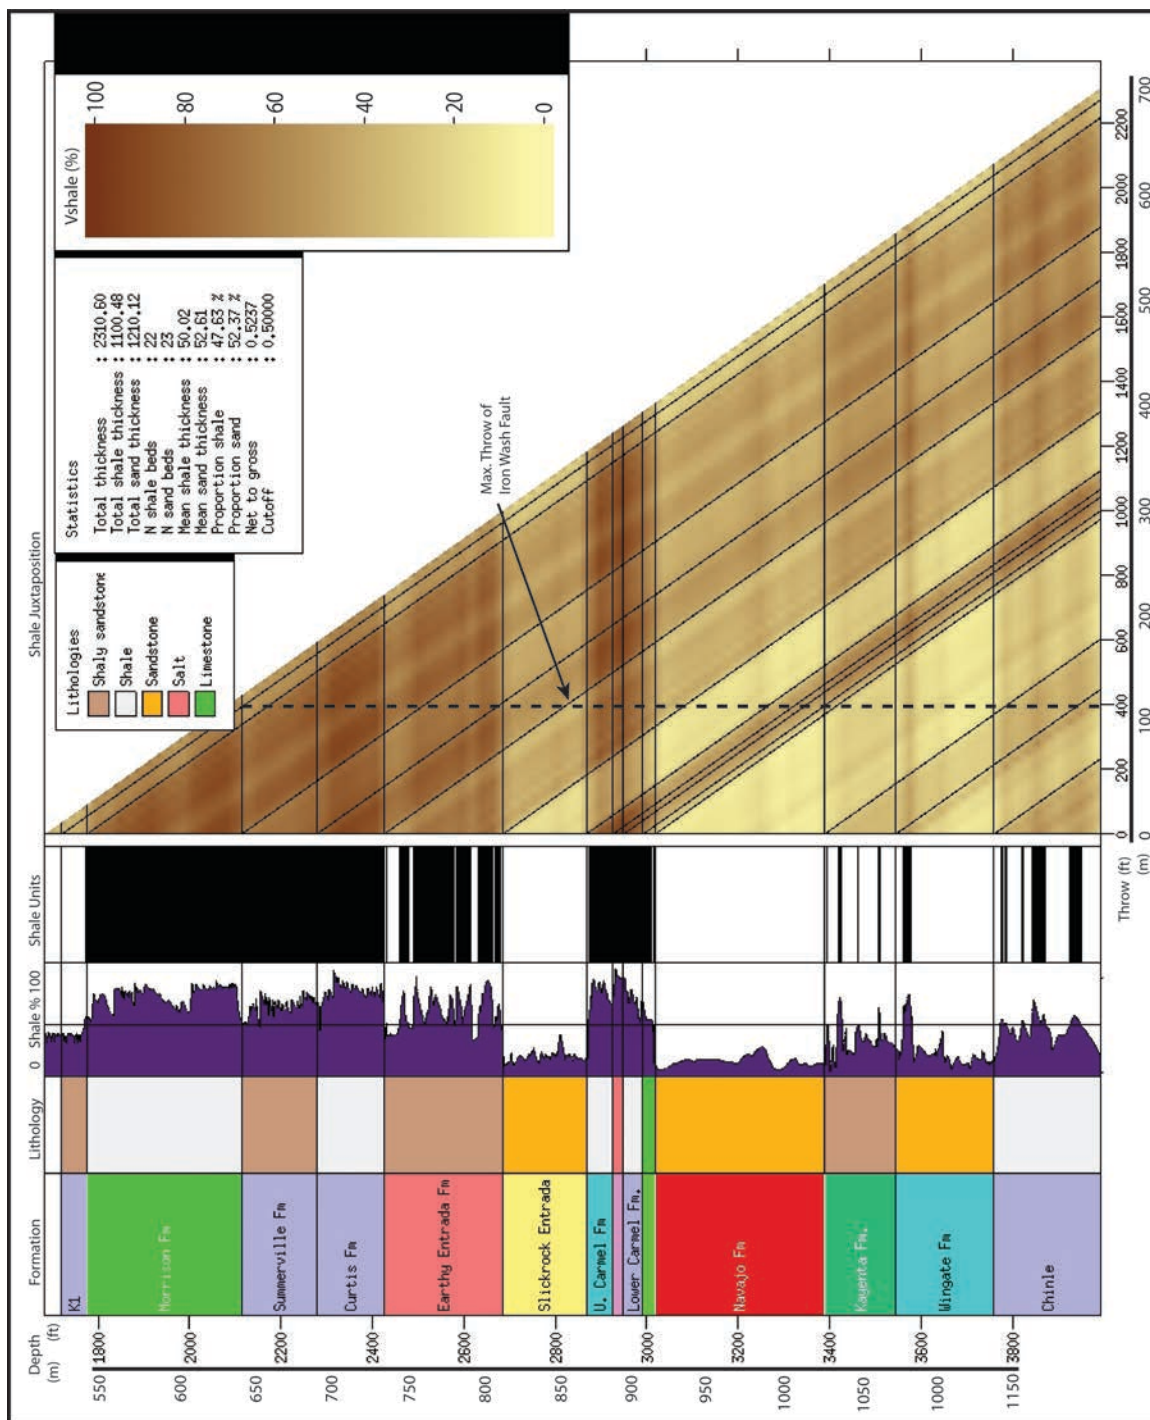 Shale Juxtaposition
Vshale (%)
100
80
60
40
20
0
Statistics
Total thickness : 2310.60
Total shale thickness : 1100.48
Total sand thickness : 1210.12
N shale beds : 22
N sand beds : 23
Mean shale thickness : 50.02
Mean sand thickness : 52.61
Proportion shale : 47.63 %
Proportion sand : 52.37 %
Net to gross : 0.5237
Cutoff : 0.50000
Lithologies
Shaly sandstone
Shale
Sandstone
Salt
Limestone
Max. Throw of
Iron Wash Fault
Depth
(m) (ft)
Formation
Lithology
0 Shale % 100
Shale Units
K1
Morrison Fm
Summerville Fm
Curtis Fm
Earthy Entrada Fm
Slickrock Entrada
U. Carmel Fm
Lower Carmel Fm.
Navajo Fm
Kayenta Fm.
Wingate Fm
Chinle
1800 2000 2200 2400 2600 2800 3000 3200 3400 3600 3800
550 600 650 700 750 800 850 900 950 1000 1050 1000 1150
Throw (ft)
(m)
0 200 400 600 800 1000 1200 1400 1600 1800 2000 2200
0 100 200 300 400 500 600 700